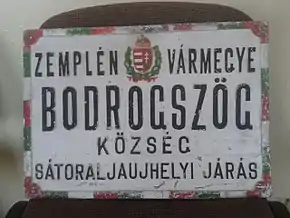 ZEMPLÉN VÁRMEGYE
BODROGSZÖG
KÖZSÉG
SÁTORALJAUJHELYI JÁRÁS